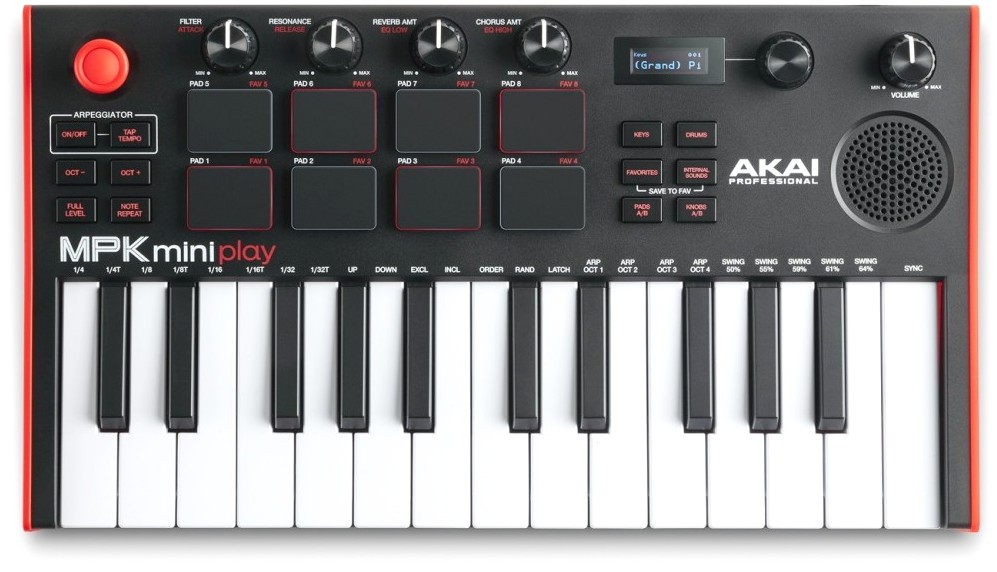 FILTER
ATTACK
RESONANCE
RELEASE
REVERB AMT
EQ LOW
CHORUS AMT
EQ HIGH
MIN MAX
MIN MAX
MIN MAX
MIN MAX
Keys 001
(Grand) Pi
MIN MAX
VOLUME
PAD 5 FAV 5
PAD 6 FAV 6
PAD 7 FAV 7
PAD 8 FAV 8
ARPEGGIATOR
ON/OFF
TAP
TEMPO
OCT -
OCT +
FULL
LEVEL
NOTE
REPEAT
PAD 1 FAV 1
PAD 2 FAV 2
PAD 3 FAV 3
PAD 4 FAV 4
KEYS
DRUMS
FAVORITES
INTERNAL
SOUNDS
SAVE TO FAV
PADS
A/B
KNOBS
A/B
AKAI
PROFESSIONAL
MPK mini play
1/4
1/4T
1/8
1/8T
1/16
1/16T
1/32
1/32T
UP
DOWN
EXCL
INCL
ORDER
RAND
LATCH
ARP
OCT 1
ARP
OCT 2
ARP
OCT 3
ARP
OCT 4
SWING
50%
SWING
55%
SWING
59%
SWING
61%
SWING
64%
SYNC